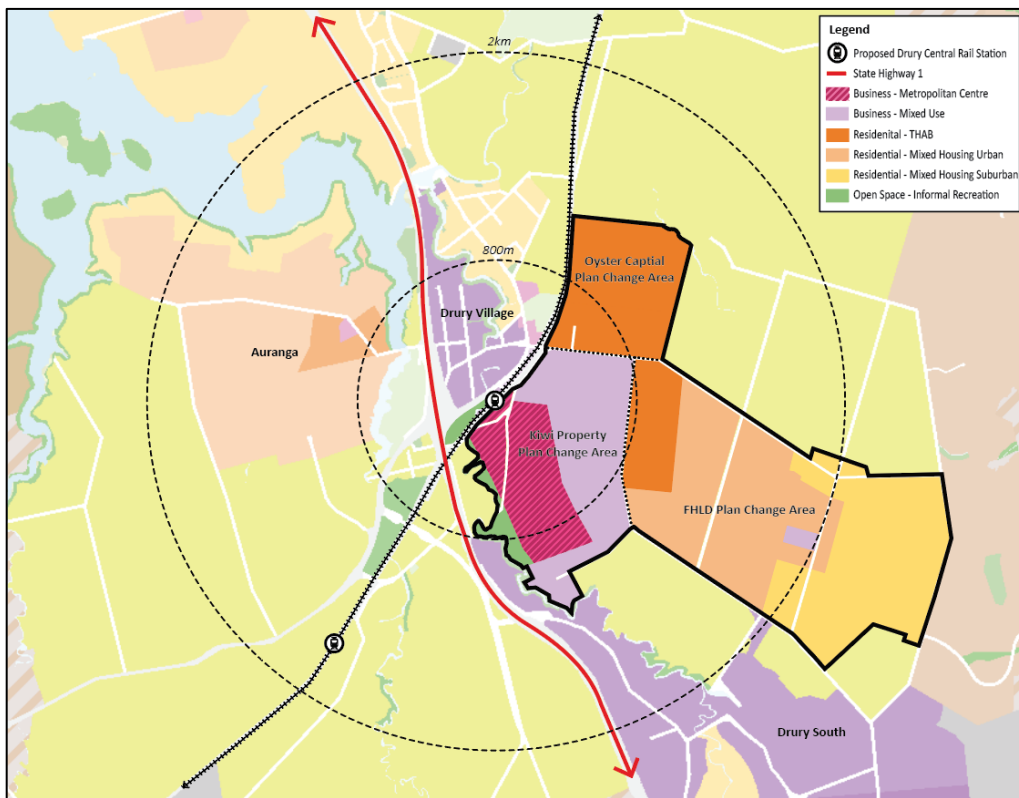 Legend
Proposed Drury Central Rail Station
State Highway 1
Business - Metropolitan Centre
Business - Mixed Use
Residenital - THAB
Residential - Mixed Housing Urban
Residential - Mixed Housing Suburban
Open Space - Informal Recreation
2km
800m
Oyster Captial
Plan Change Area
Drury Village
Auranga
Kiwi Property
Plan Change Area
FHLD Plan Change Area
Drury South